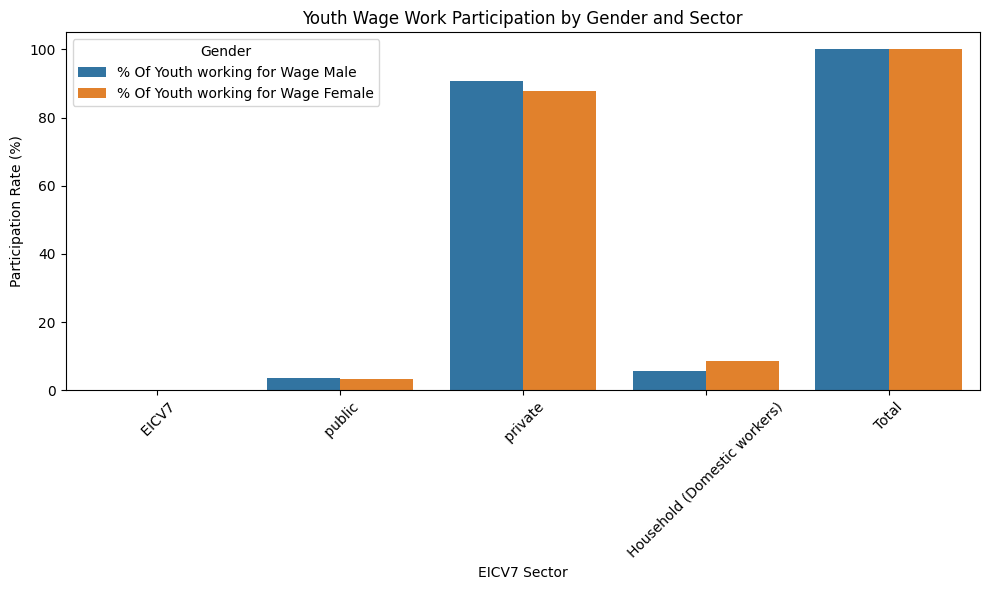 Youth Wage Work Participation by Gender and Sector
Gender
% Of Youth working for Wage Male
% Of Youth working for Wage Female
Participation Rate (%)
100
80
60
40
20
0
EICV7
public
private
Household (Domestic workers)
Total
EICV7 Sector